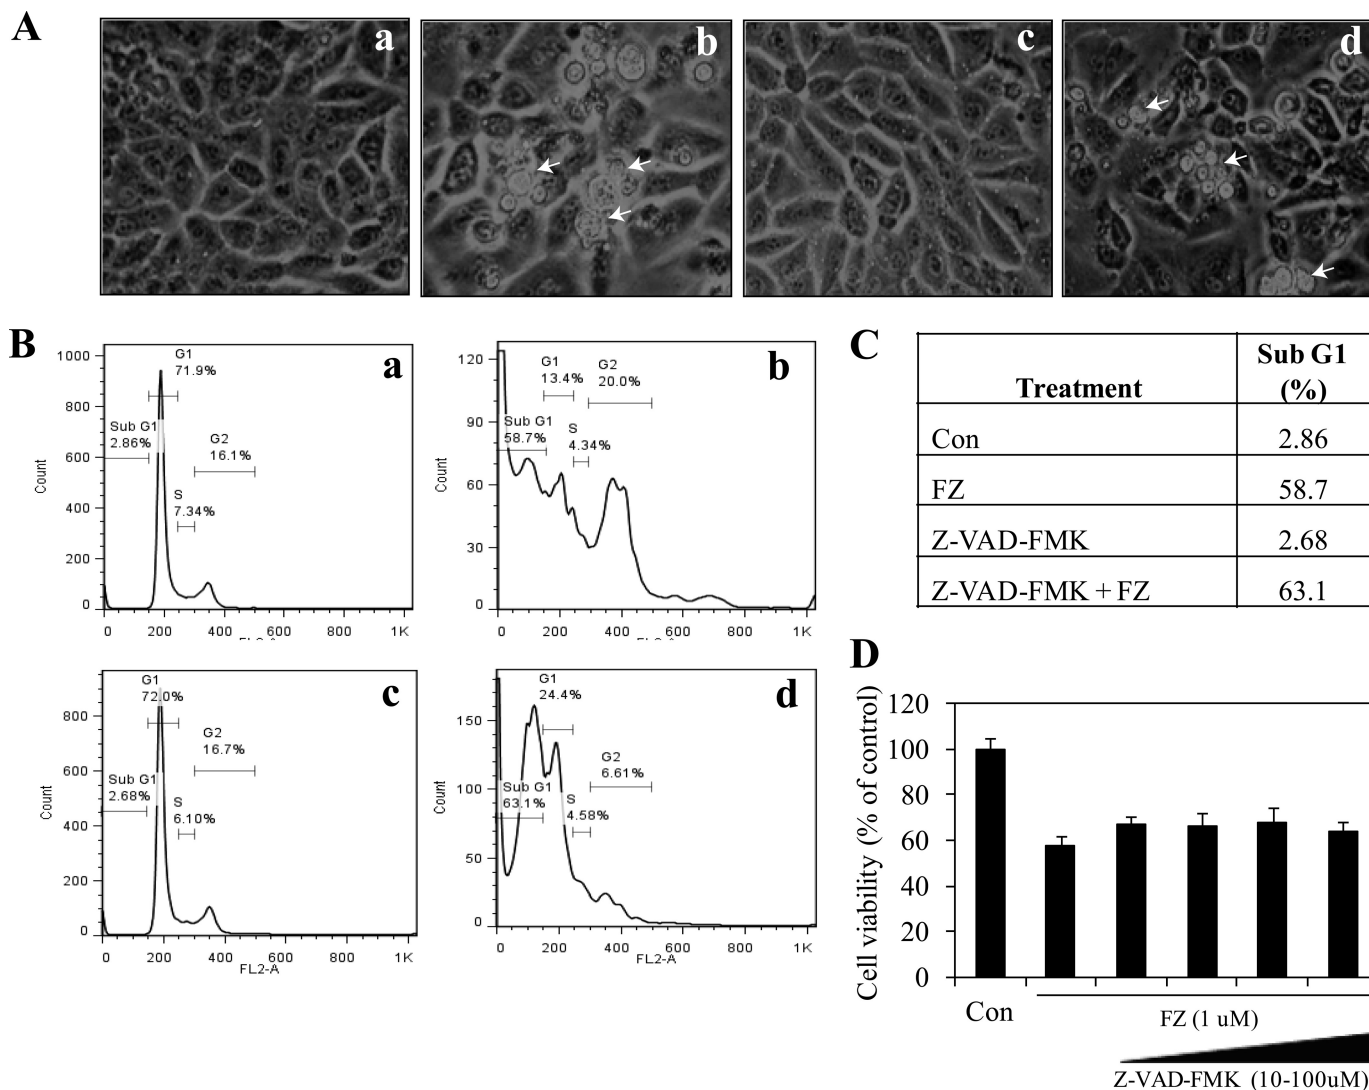 A
a
b
c
d
B
a
G1
71.9%
Sub G1
2.86%
G2
16.1%
S
7.34%
Count
1000
800
600
400
200
0
0 200 400 600 800 1K
b
G1
13.4%
G2
20.0%
Sub G1
58.7%
S
4.34%
Count
120
90
60
30
0
0 200 400 600 800 1K
c
G1
72.0%
G2
16.7%
Sub G1
2.68%
S
6.10%
Count
800
600
400
200
0
0 200 400 600 800 1K
FL2-A
d
G1
24.4%
G2
6.61%
Sub G1
63.1%
S
4.58%
Count
150
100
50
0
0 200 400 600 800 1K
FL2-A
C
Treatment Sub G1 (%)
Con 2.86
FZ 58.7
Z-VAD-FMK 2.68
Z-VAD-FMK + FZ 63.1
D
Cell viability (% of control)
120
100
80
60
40
20
0
Con
FZ (1 uM)
Z-VAD-FMK (10-100uM)